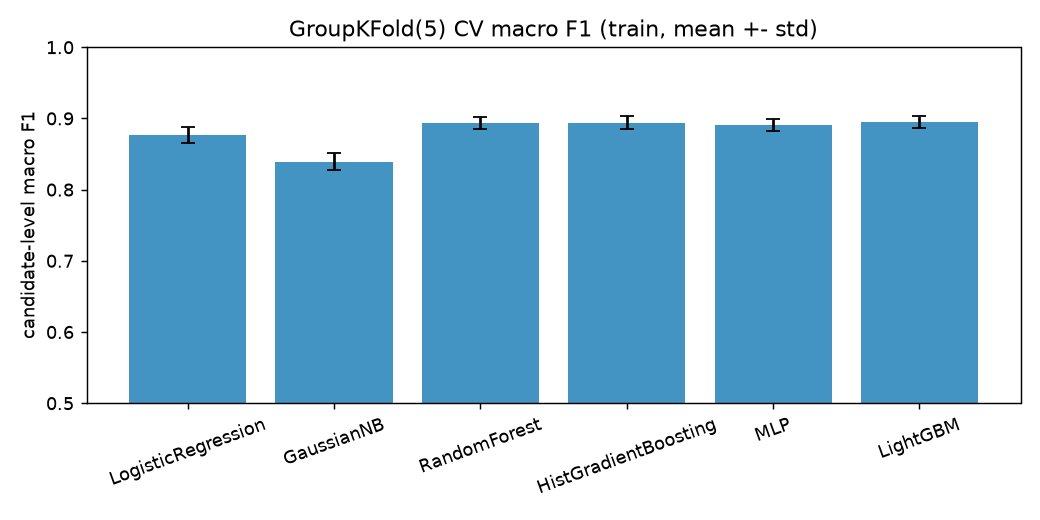 GroupKFold(5) CV macro F1 (train, mean +- std)
candidate-level macro F1
1.0
0.9
0.8
0.7
0.6
0.5
LogisticRegression
GaussianNB
RandomForest
HistGradientBoosting
MLP
LightGBM